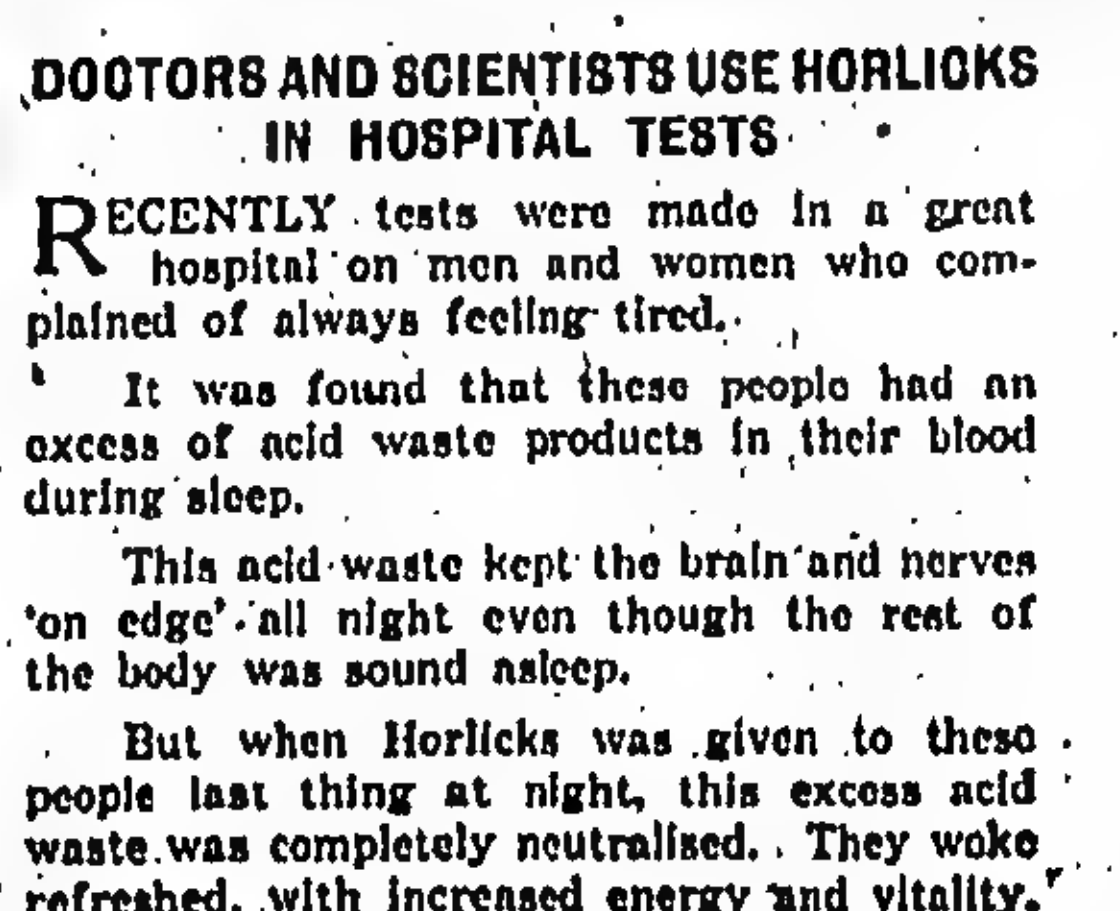 DOCTORS AND SCIENTISTS USE HORLICKS
IN HOSPITAL TESTS
RECENTLY tests were made in a great
hospital on men and women who com-
plained of always feeling tired.
It was found that these people had an
excess of acid waste products in their blood
during sleep.
This acid waste kept the brain and nerves
'on edge' all night even though the rest of
the body was sound asleep.
But when Horlicks was given to these
people last thing at night, this excess acid
waste was completely neutralised. They woke
refreshed, with increased energy and vitality.